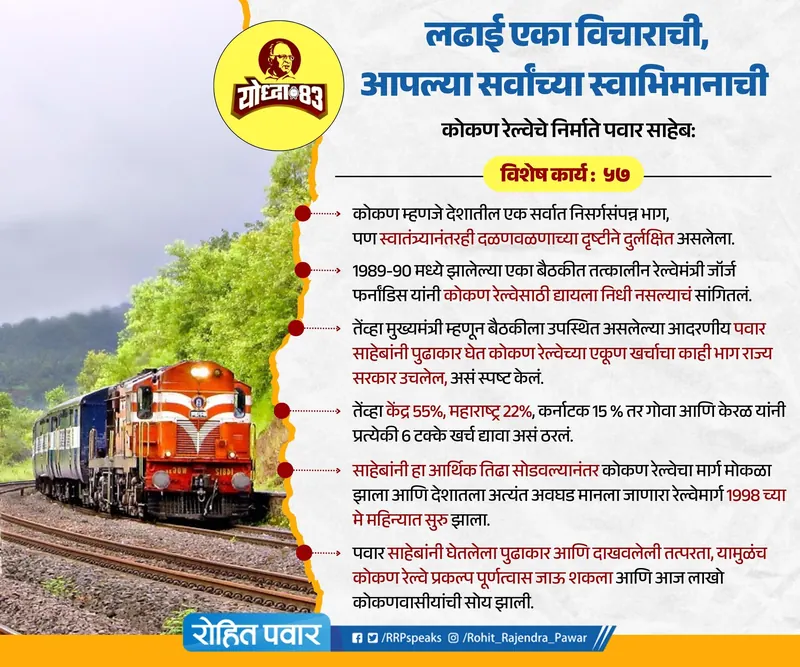 योध्दा ८३
लढाई एका विचाराची,
आपल्या सर्वांच्या स्वाभिमानाची
कोकण रेल्वेचे निर्माते पवार साहेब:
विशेष कार्य : ५७
कोकण म्हणजे देशातील एक सर्वात निसर्गसंपन्न भाग,
पण स्वातंत्र्यानंतरही दळणवळणाच्या दृष्टीने दुर्लक्षित असलेला.
1989-90 मध्ये झालेल्या एका बैठकीत तत्कालीन रेल्वेमंत्री जॉर्ज
फर्नांडिस यांनी कोकण रेल्वेसाठी द्यायला निधी नसल्याचं सांगितलं.
तेंव्हा मुख्यमंत्री म्हणून बैठकीला उपस्थित असलेल्या आदरणीय पवार
साहेबांनी पुढाकार घेत कोकण रेल्वेच्या एकूण खर्चाचा काही भाग राज्य
सरकार उचलेल, असं स्पष्ट केलं.
तेंव्हा केंद्र 55%, महाराष्ट्र 22%, कर्नाटक 15 % तर गोवा आणि केरळ यांनी
प्रत्येकी 6 टक्के खर्च द्यावा असं ठरलं.
साहेबांनी हा आर्थिक तिढा सोडवल्यानंतर कोकण रेल्वेचा मार्ग मोकळा
झाला आणि देशातला अत्यंत अवघड मानला जाणारा रेल्वेमार्ग 1998 च्या
मे महिन्यात सुरु झाला.
पवार साहेबांनी घेतलेला पुढाकार आणि दाखवलेली तत्परता, यामुळंच
कोकण रेल्वे प्रकल्प पूर्णत्वास जाऊ शकला आणि आज लाखो
कोकणवासीयांची सोय झाली.
रोहित पवार
/RRPspeaks /Rohit_Rajendra_Pawar